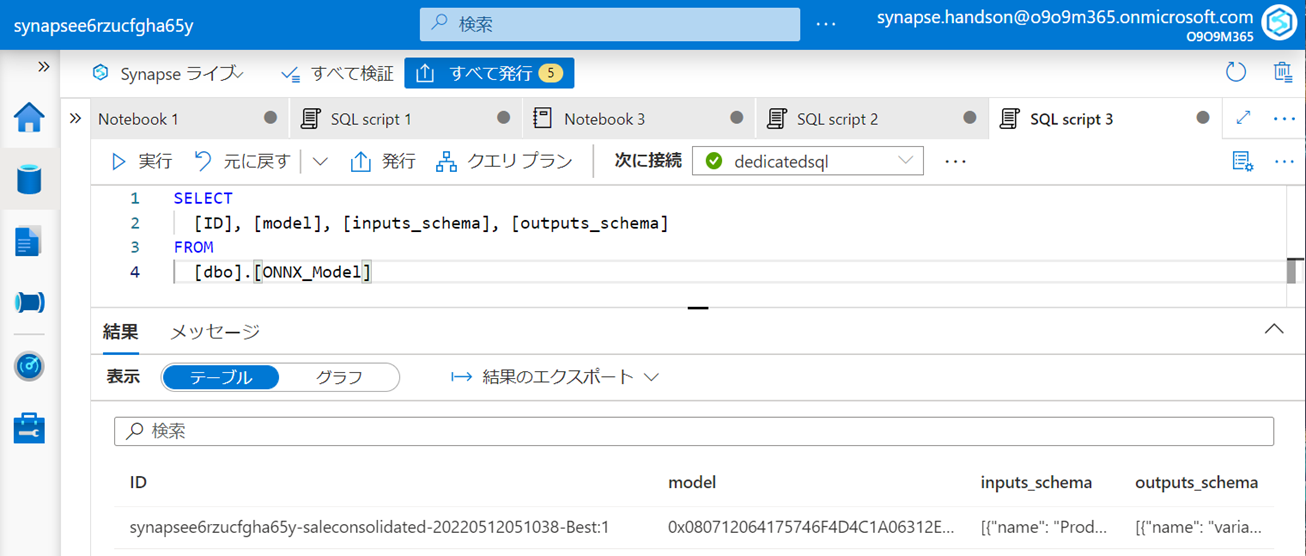 synapsee6rzucfgha65y
検索
synapse.handson@o9o9m365.onmicrosoft.com
O9O9M365
Synapse ライブ
すべて検証
すべて発行 5
Notebook 1
SQL script 1
Notebook 3
SQL script 2
SQL script 3
実行
元に戻す
発行
クエリ プラン
次に接続
dedicatedsql
1 SELECT
2 [ID], [model], [inputs_schema], [outputs_schema]
3 FROM
4 [dbo].[ONNX_Model]
結果 メッセージ
表示 テーブル グラフ 結果のエクスポート
検索
ID model inputs_schema outputs_schema
synapsee6rzucfgha65y-saleconsolidated-20220512051038-Best:1 0x080712064175746F4D4C1A06312E... [{"name": "Prod... [{"name": "varia...